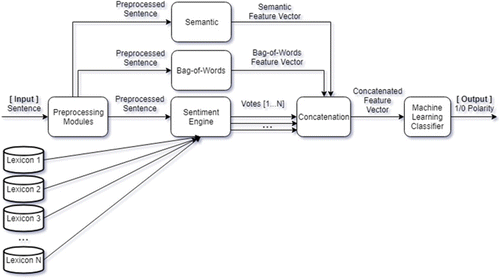 Preprocessed
Sentence
Semantic
Semantic
Feature Vector
Preprocessed
Sentence
Bag-of-Words
Bag-of-Words
Feature Vector
[ Input ]
Sentence
Preprocessing
Modules
Preprocessed
Sentence
Sentiment
Engine
Votes [1...N]
...
Concatenation
Concatenated
Feature
Vector
Machine
Learning
Classifier
[ Output ]
1/0 Polarity
Lexicon 1
Lexicon 2
Lexicon 3
...
Lexicon N